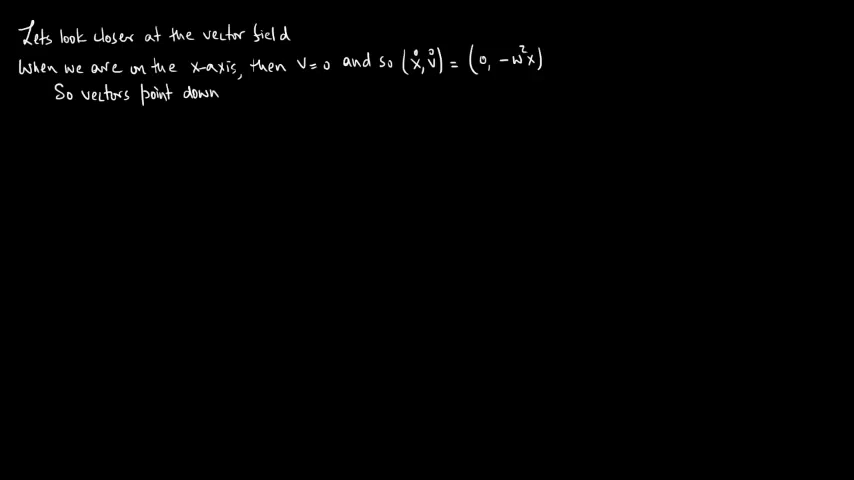 Lets look closer at the vector field
When we are on the x-axis, then v=0 and so (ẋ, v̇) = (0, -ω²x)
So vectors point down